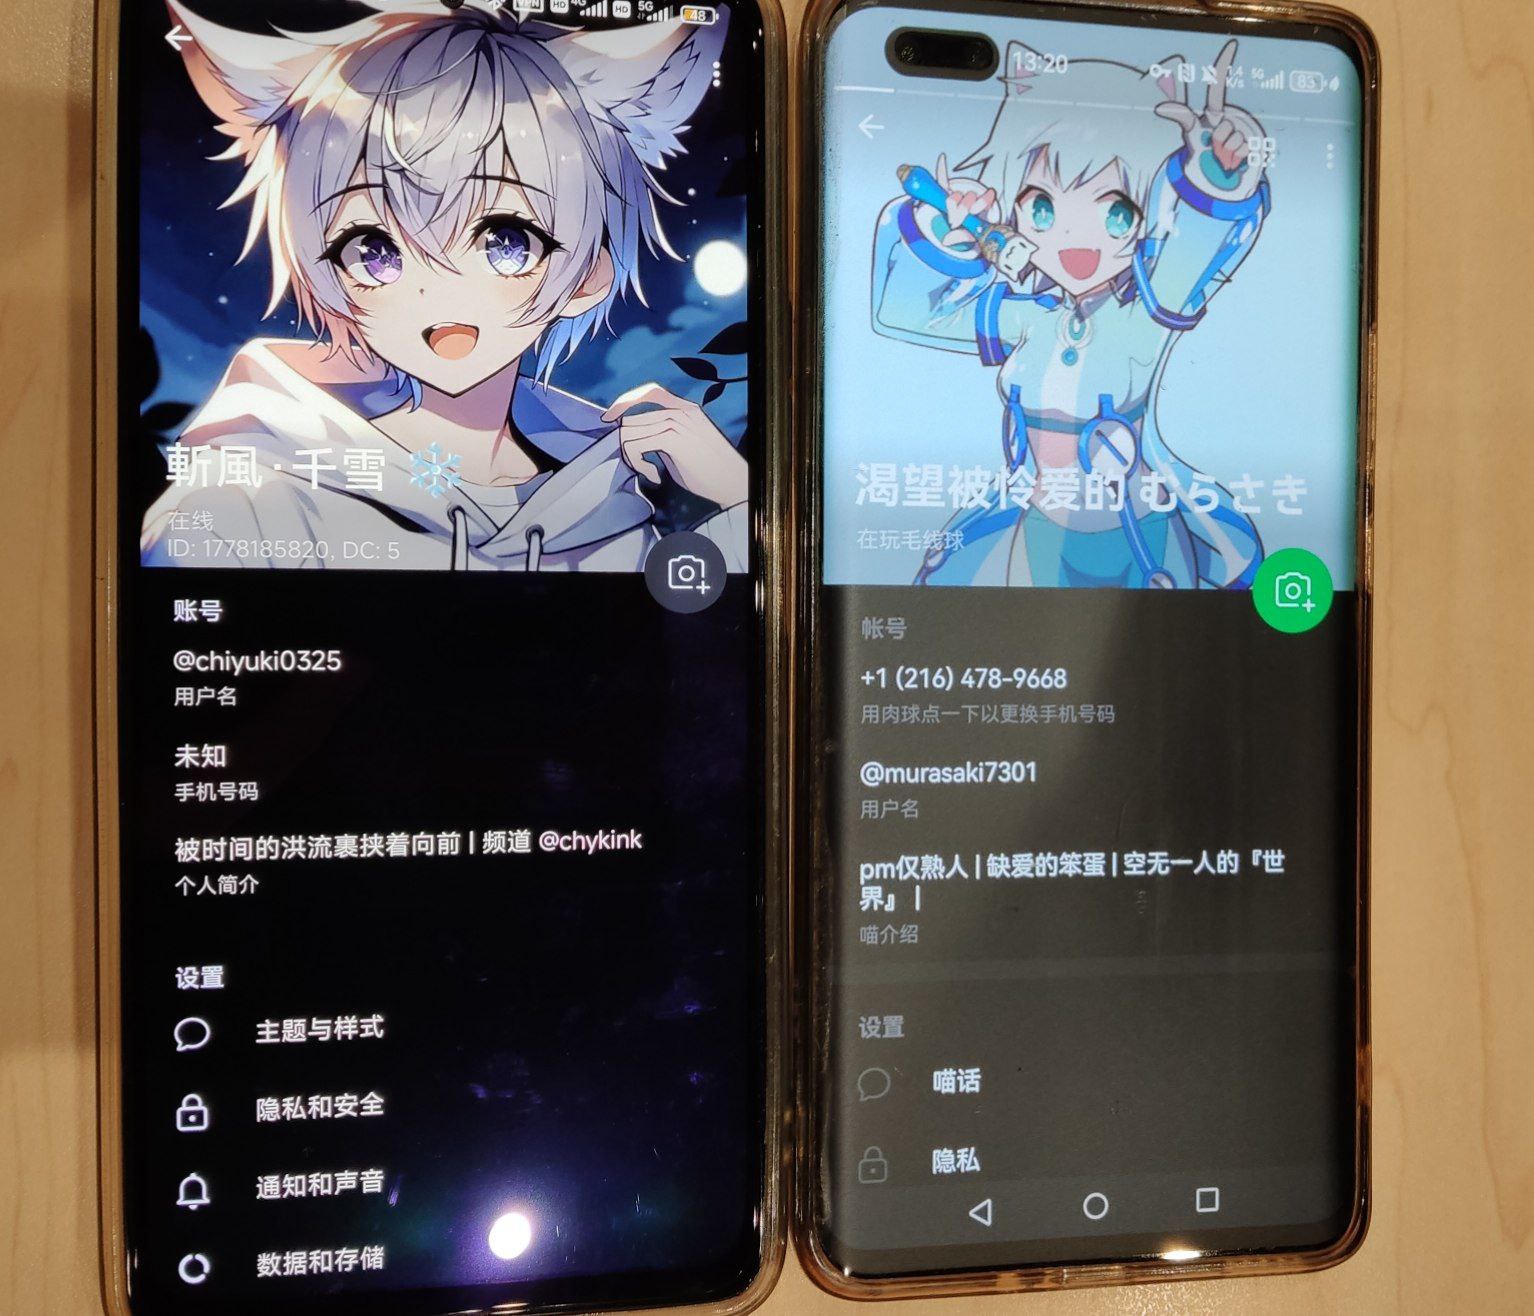 VPN HD 4G HD 5G 48
斬風·千雪
在线
ID: 1778185820, DC: 5
账号
@chiyuki0325
用户名
未知
手机号码
被时间的洪流裹挟着向前 | 频道 @chykink
个人简介
设置
主题与样式
隐私和安全
通知和声音
数据和存储
13:20
1.4 K/s 5G 83
渴望被怜爱的 むらさき
在玩毛线球
帐号
+1 (216) 478-9668
用肉球点一下以更换手机号码
@murasaki7301
用户名
pm仅熟人 | 缺爱的笨蛋 | 空无一人的『世
界』 |
喵介绍
设置
喵话
隐私